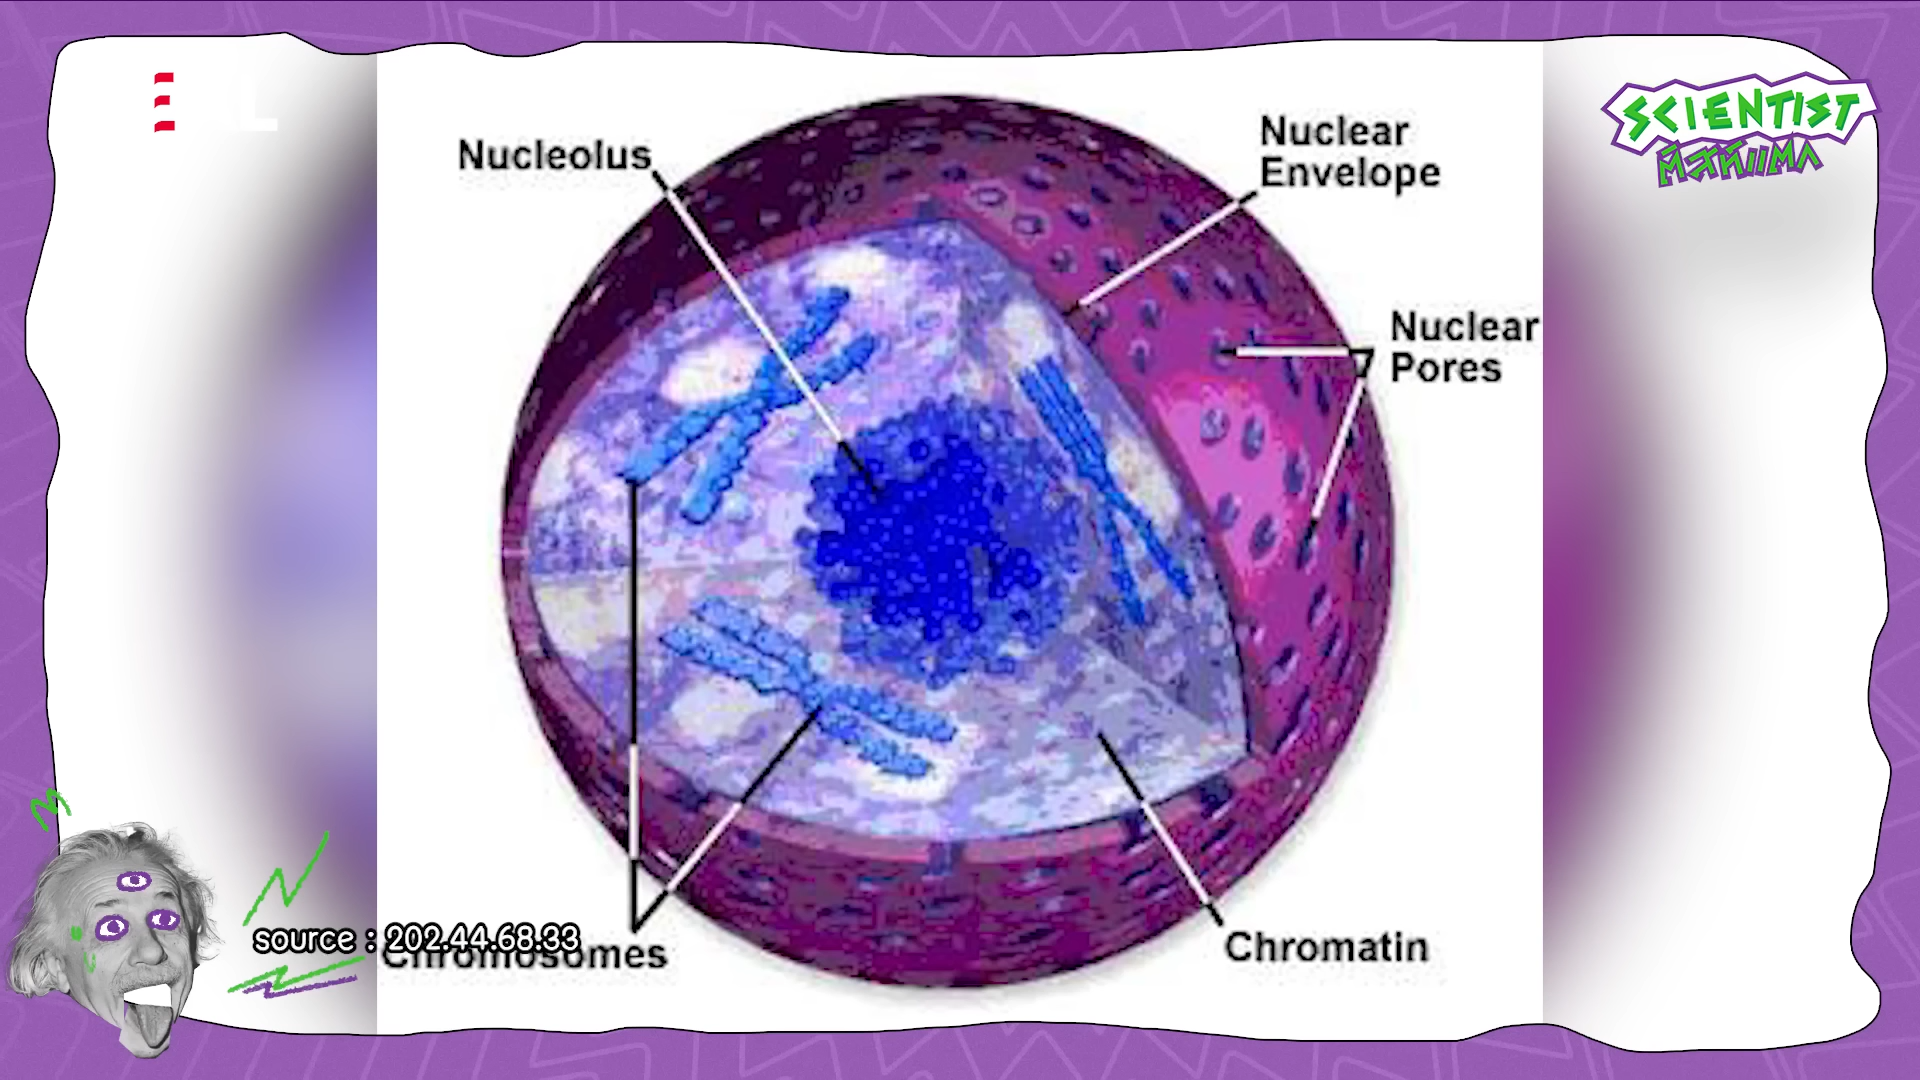 Nucleolus
Nuclear
Envelope
SCIENTIST
Nuclear
Pores
source : 202.44.68.33
Chromosomes
Chromatin